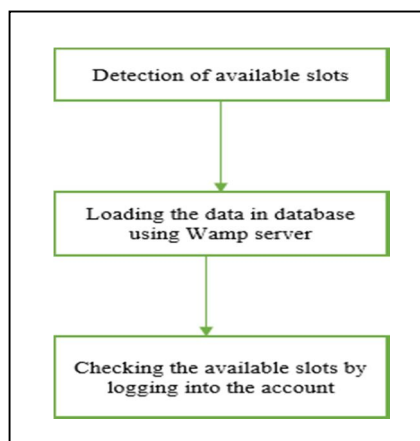 Detection of available slots
Loading the data in database
using Wamp server
Checking the available slots by
logging into the account